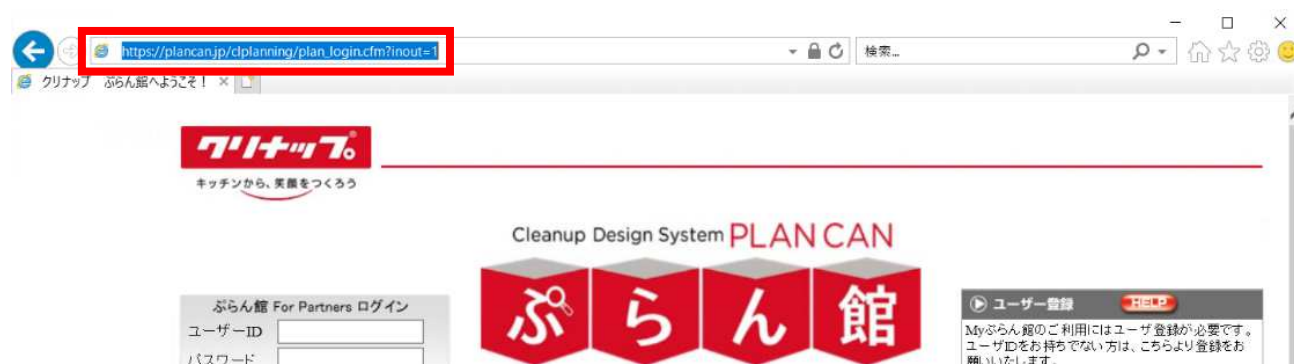 https://plancan.jp/clplanning/plan_login.cfm?inout=1
検索...
クリナップ ぷらん館へようこそ!
クリナップ
キッチンから、笑顔をつくろう
Cleanup Design System PLAN CAN
ぷらん館
ぷらん館 For Partners ログイン
ユーザーID
パスワード
ユーザー登録 HELP
Myぷらん館のご利用にはユーザ登録が必要です。
ユーザIDをお持ちでない方は、こちらより登録をお
願いいたします。